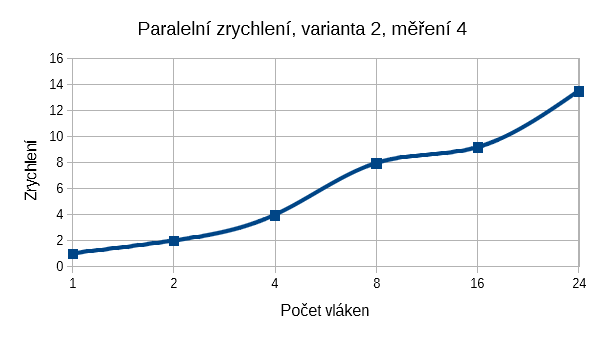 Paralelní zrychlení, varianta 2, měření 4
Zrychlení
16
14
12
10
8
6
4
2
0
1 2 4 8 16 24
Počet vláken